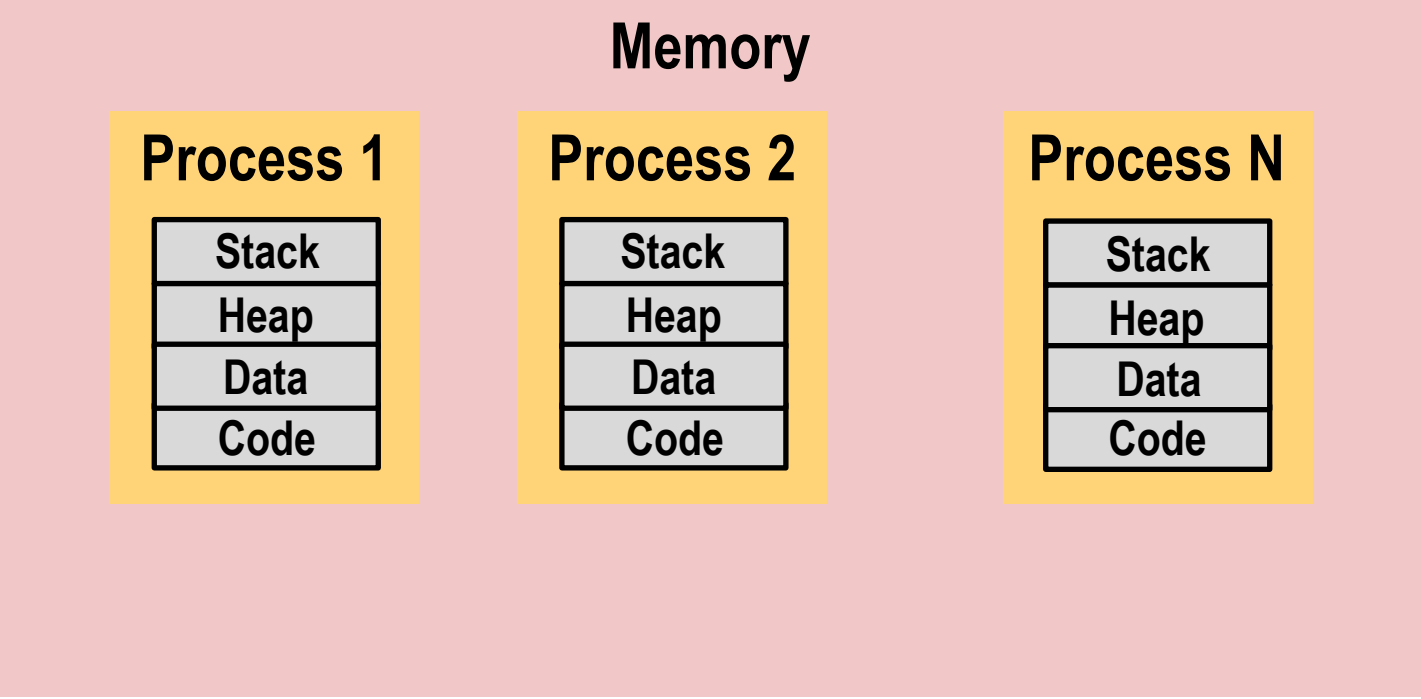 Memory
Process 1
Stack
Heap
Data
Code
Process 2
Stack
Heap
Data
Code
Process N
Stack
Heap
Data
Code